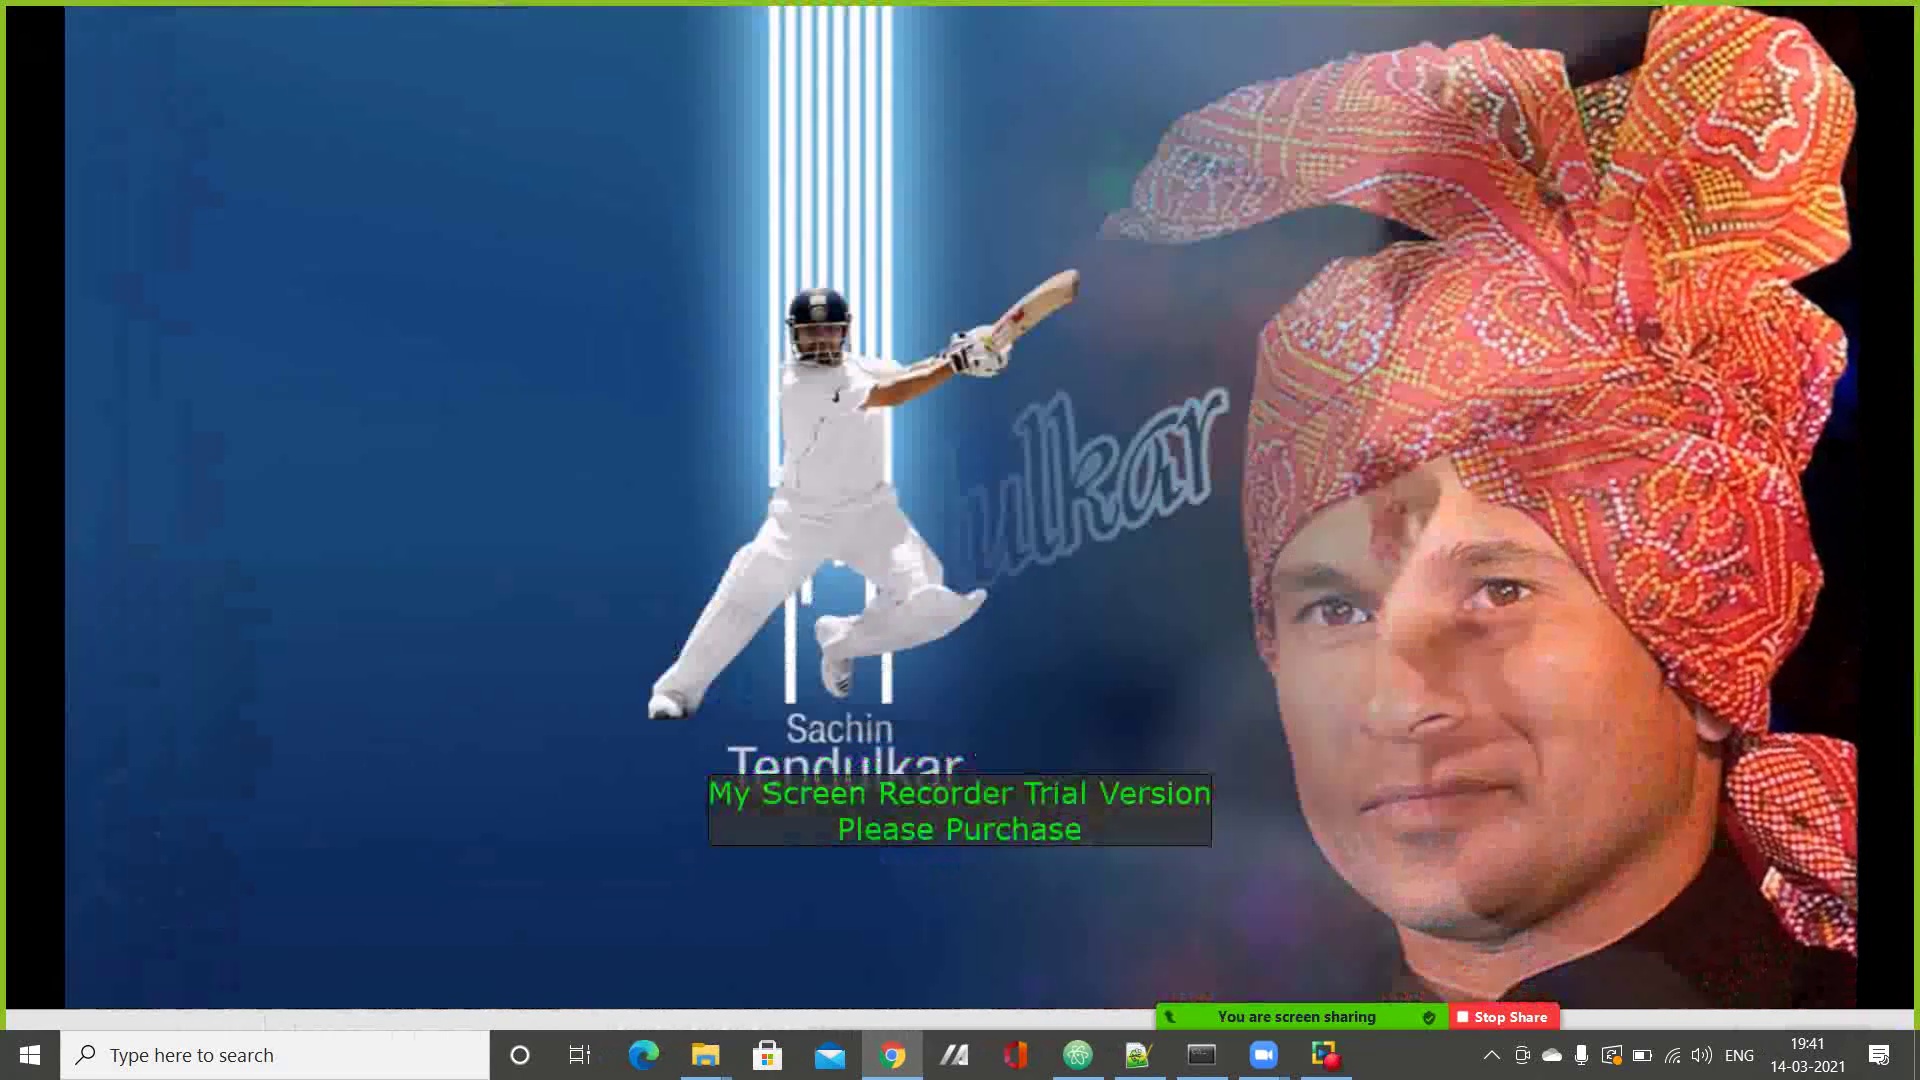 ulkar
Sachin
Tendulkar
My Screen Recorder Trial Version
Please Purchase
You are screen sharing
Stop Share
Type here to search
ENG
19:41
14-03-2021